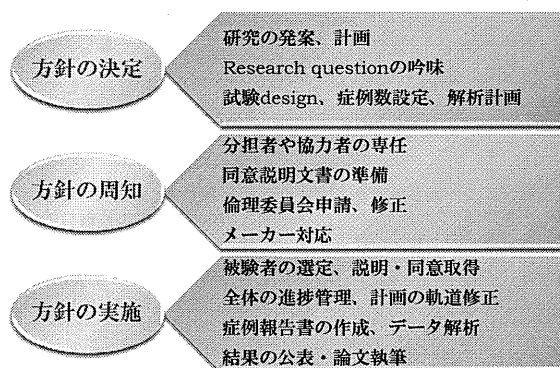 方針の決定
研究の発案、計画
Research questionの吟味
試験design、症例数設定、解析計画
方針の周知
分担者や協力者の専任
同意説明文書の準備
倫理委員会申請、修正
メーカー対応
方針の実施
被験者の選定、説明・同意取得
全体の進捗管理、計画の軌道修正
症例報告書の作成、データ解析
結果の公表・論文執筆